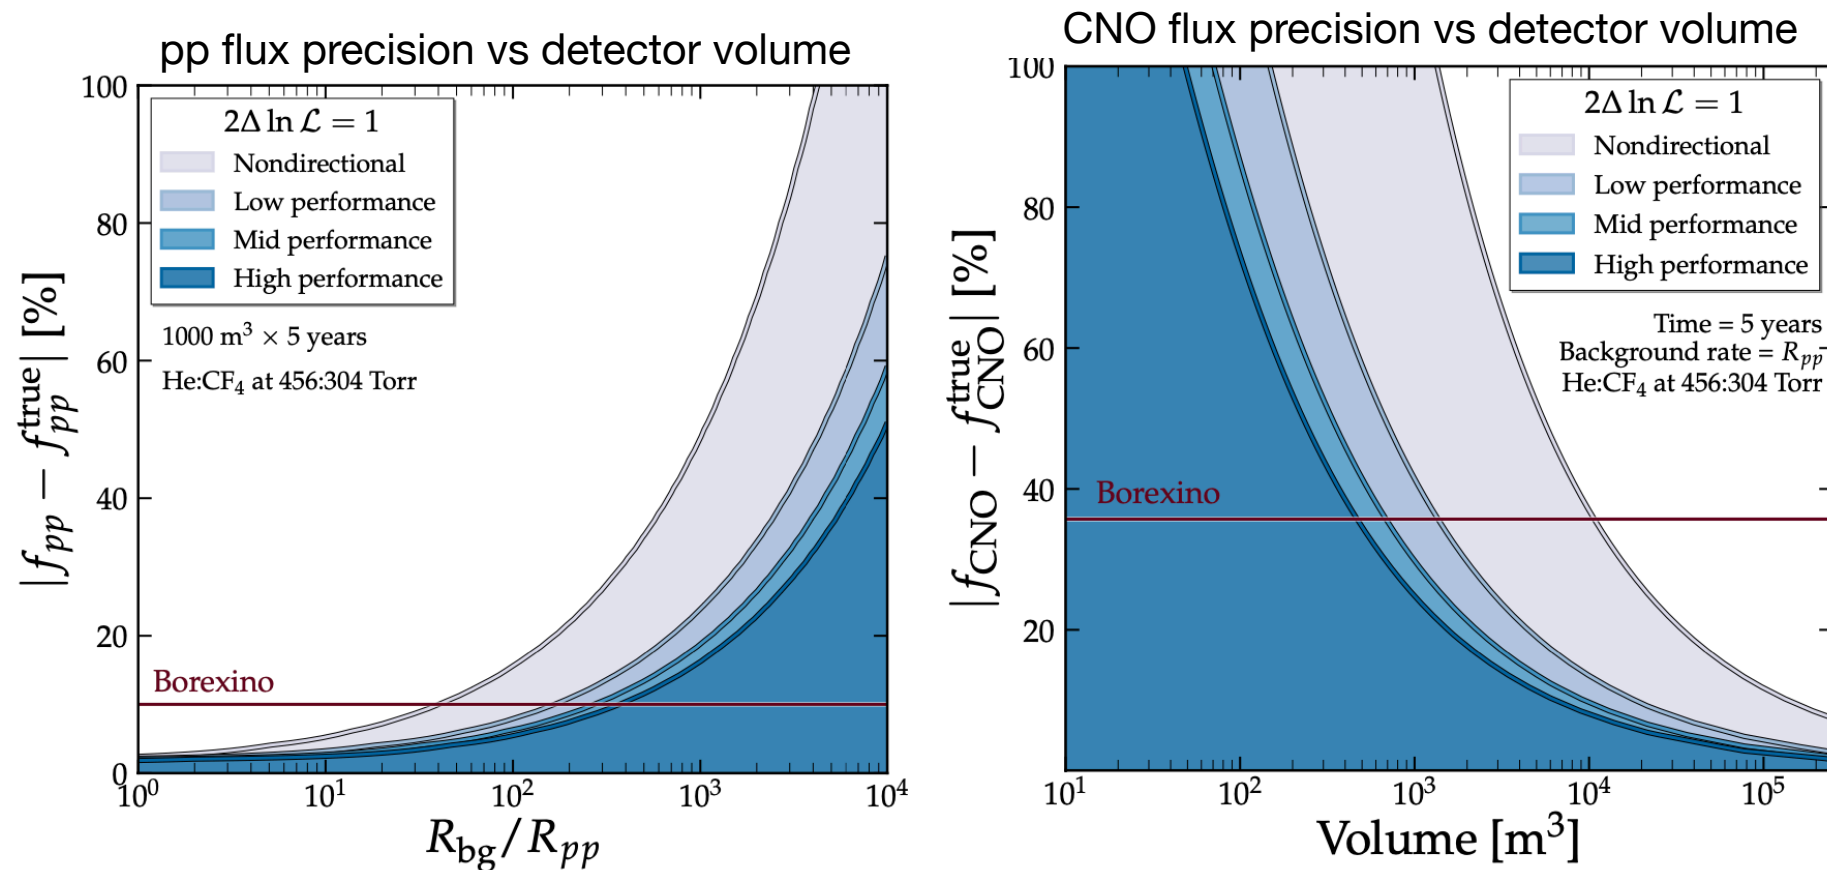 pp flux precision vs detector volume
|f_pp − f_pp^true| [%]
100
80
60
40
20
0
2Δ ln ℒ = 1
Nondirectional
Low performance
Mid performance
High performance
1000 m³ × 5 years
He:CF₄ at 456:304 Torr
Borexino
10⁰ 10¹ 10² 10³ 10⁴
R_bg/R_pp
CNO flux precision vs detector volume
|f_CNO − f_CNO^true| [%]
100
80
60
40
20
2Δ ln ℒ = 1
Nondirectional
Low performance
Mid performance
High performance
Time = 5 years
Background rate = R_pp
He:CF₄ at 456:304 Torr
Borexino
10¹ 10² 10³ 10⁴ 10⁵
Volume [m³]